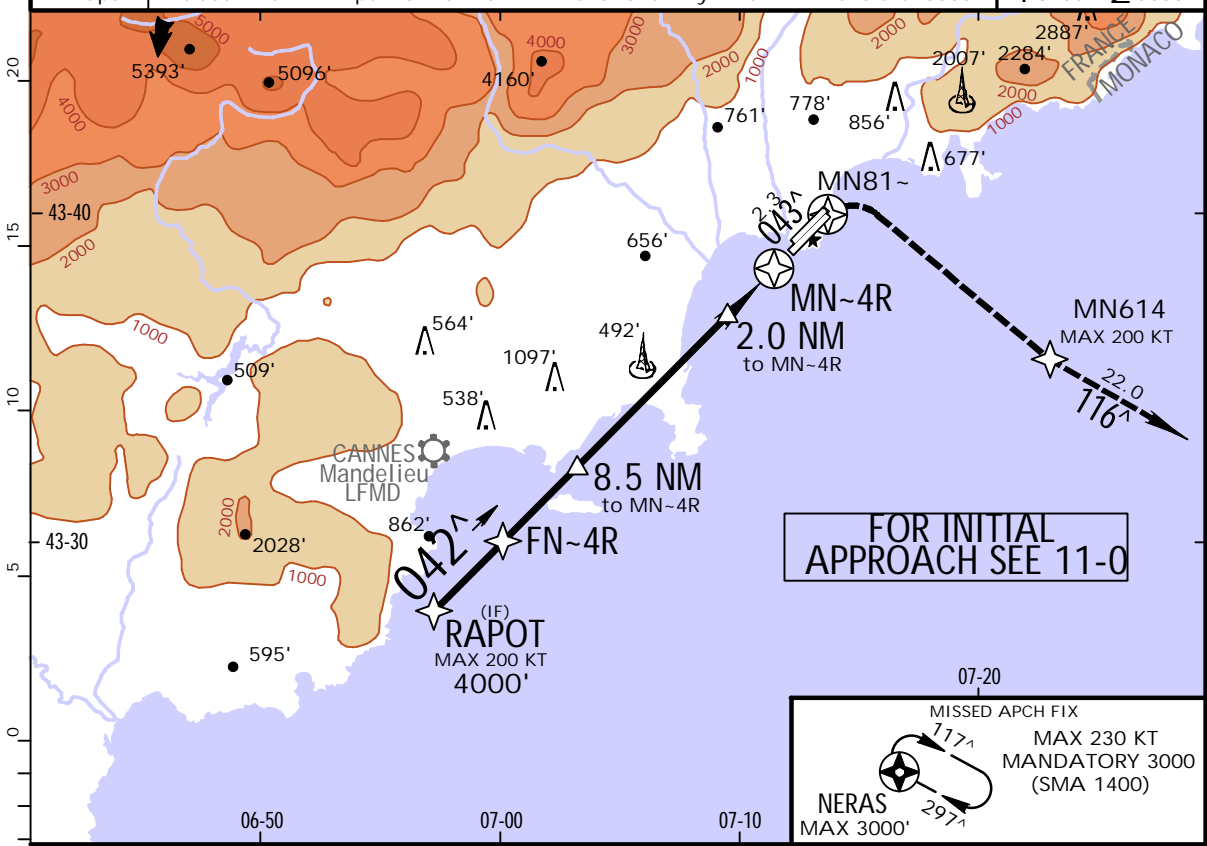 5000
5393'
5096'
4000
4160'
3000
2000
1000
2000
2887'
FRANCE
MONACO
2007'
2284'
2000
1000
20
4000
761'
778'
856'
677'
3000
43-40
2000
15
MN81~
2.3
043^
656'
MN~4R
2.0 NM
to MN~4R
MN614
MAX 200 KT
22.0
116^
1000
564'
492'
1097'
509'
538'
10
CANNES
Mandelieu
LFMD
8.5 NM
to MN~4R
2000
862'
042^
FN~4R
43-30
2028'
1000
5
FOR INITIAL
APPROACH SEE 11-0
(IF)
RAPOT
MAX 200 KT
4000'
595'
07-20
0
06-50
07-00
07-10
MISSED APCH FIX
117^
MAX 230 KT
MANDATORY 3000
(SMA 1400)
NERAS
MAX 3000'
297^